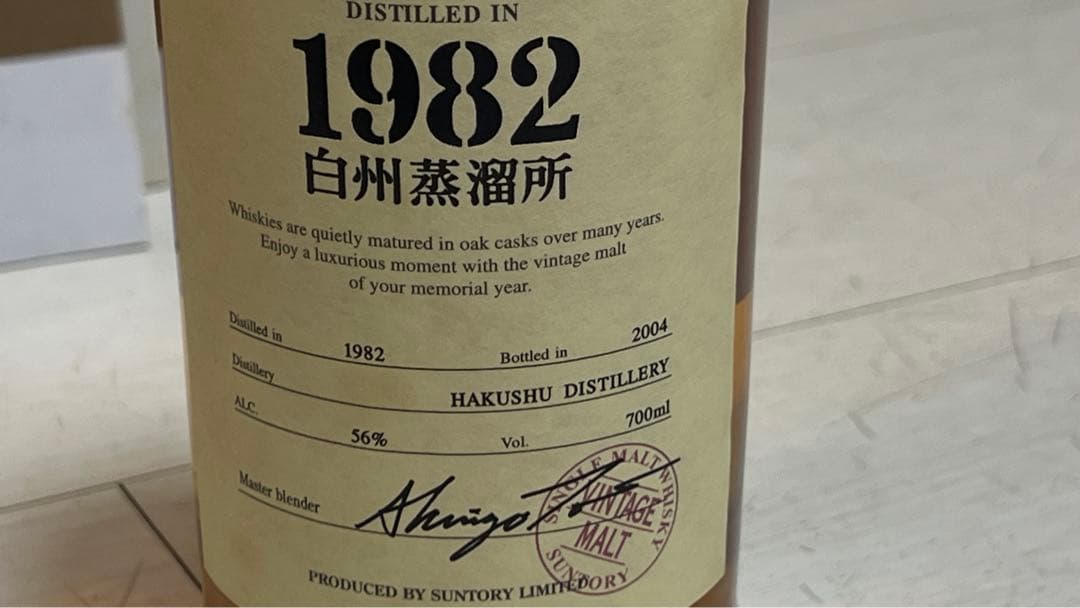 DISTILLED IN
1982
白州蒸溜所
Whiskies are quietly matured in oak casks over many years.
Enjoy a luxurious moment with the vintage malt
of your memorial year.
Distilled in 1982 Bottled in 2004
Distillery HAKUSHU DISTILLERY
ALC. 56% Vol. 700ml
Master blender
SINGLE MALT WHISKY
VINTAGE
MALT
SUNTORY
PRODUCED BY SUNTORY LIMITED